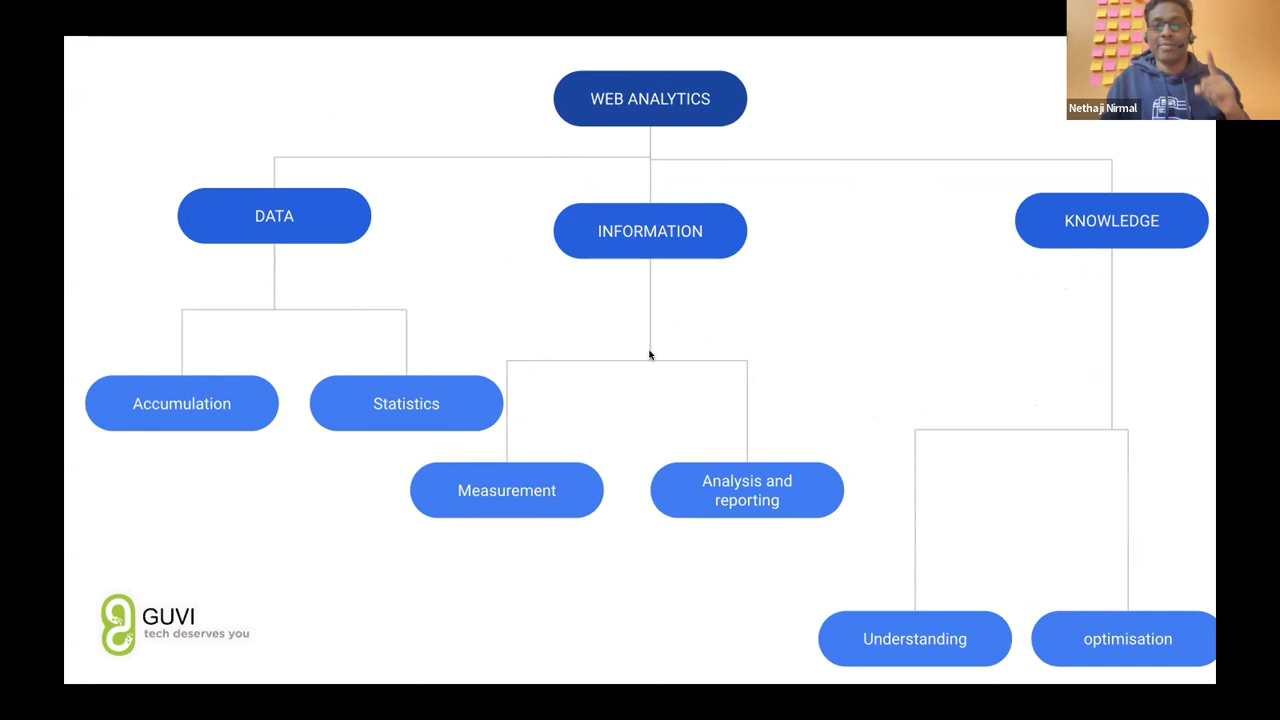 WEB ANALYTICS
Nethaji Nirmal
DATA
INFORMATION
KNOWLEDGE
Accumulation
Statistics
Measurement
Analysis and
reporting
GUVI
tech deserves you
Understanding
optimisation